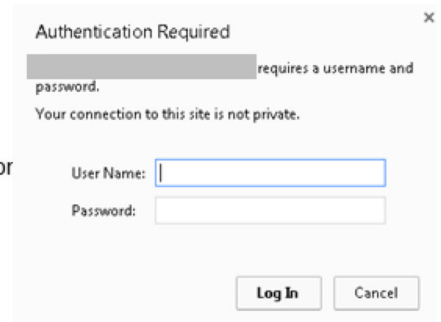 ×
Authentication Required
requires a username and
password.
Your connection to this site is not private.
or
User Name:
Password:
Log In Cancel